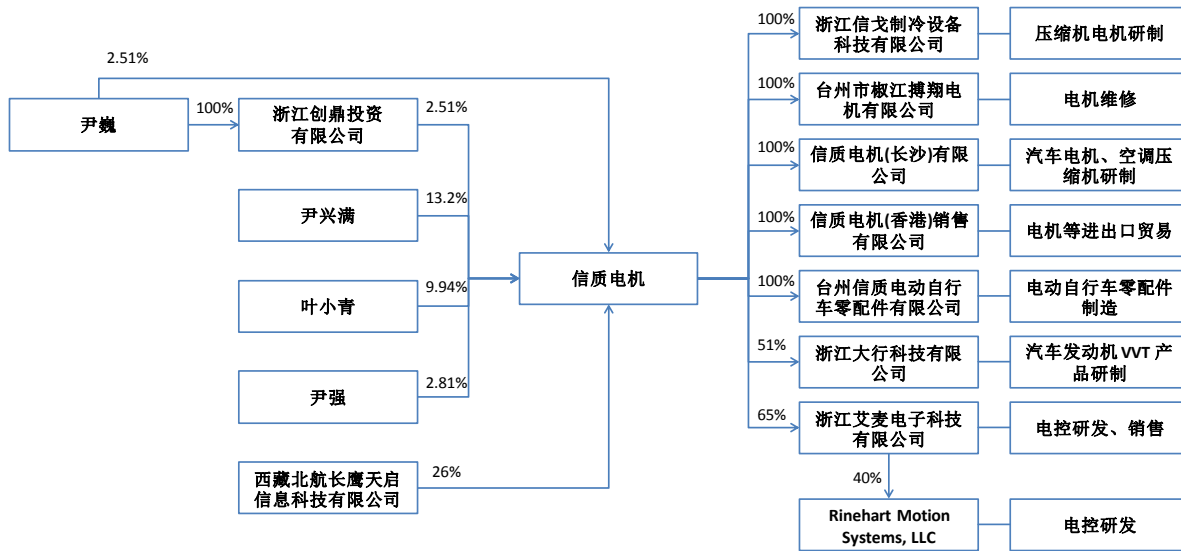 2.51%
尹巍
100%
浙江创鼎投资
有限公司
2.51%
尹兴满
13.2%
叶小青
9.94%
尹强
2.81%
西藏北航长鹰天启
信息科技有限公司
26%
信质电机
100%
浙江信戈制冷设备
科技有限公司
压缩机电机研制
100%
台州市椒江搏翔电
机有限公司
电机维修
100%
信质电机(长沙)有限
公司
汽车电机、空调压
缩机研制
100%
信质电机(香港)销售
有限公司
电机等进出口贸易
100%
台州信质电动自行
车零配件有限公司
电动自行车零配件
制造
51%
浙江大行科技有限
公司
汽车发动机 VVT 产
品研制
65%
浙江艾麦电子科技
有限公司
电控研发、销售
40%
Rinehart Motion
Systems, LLC
电控研发